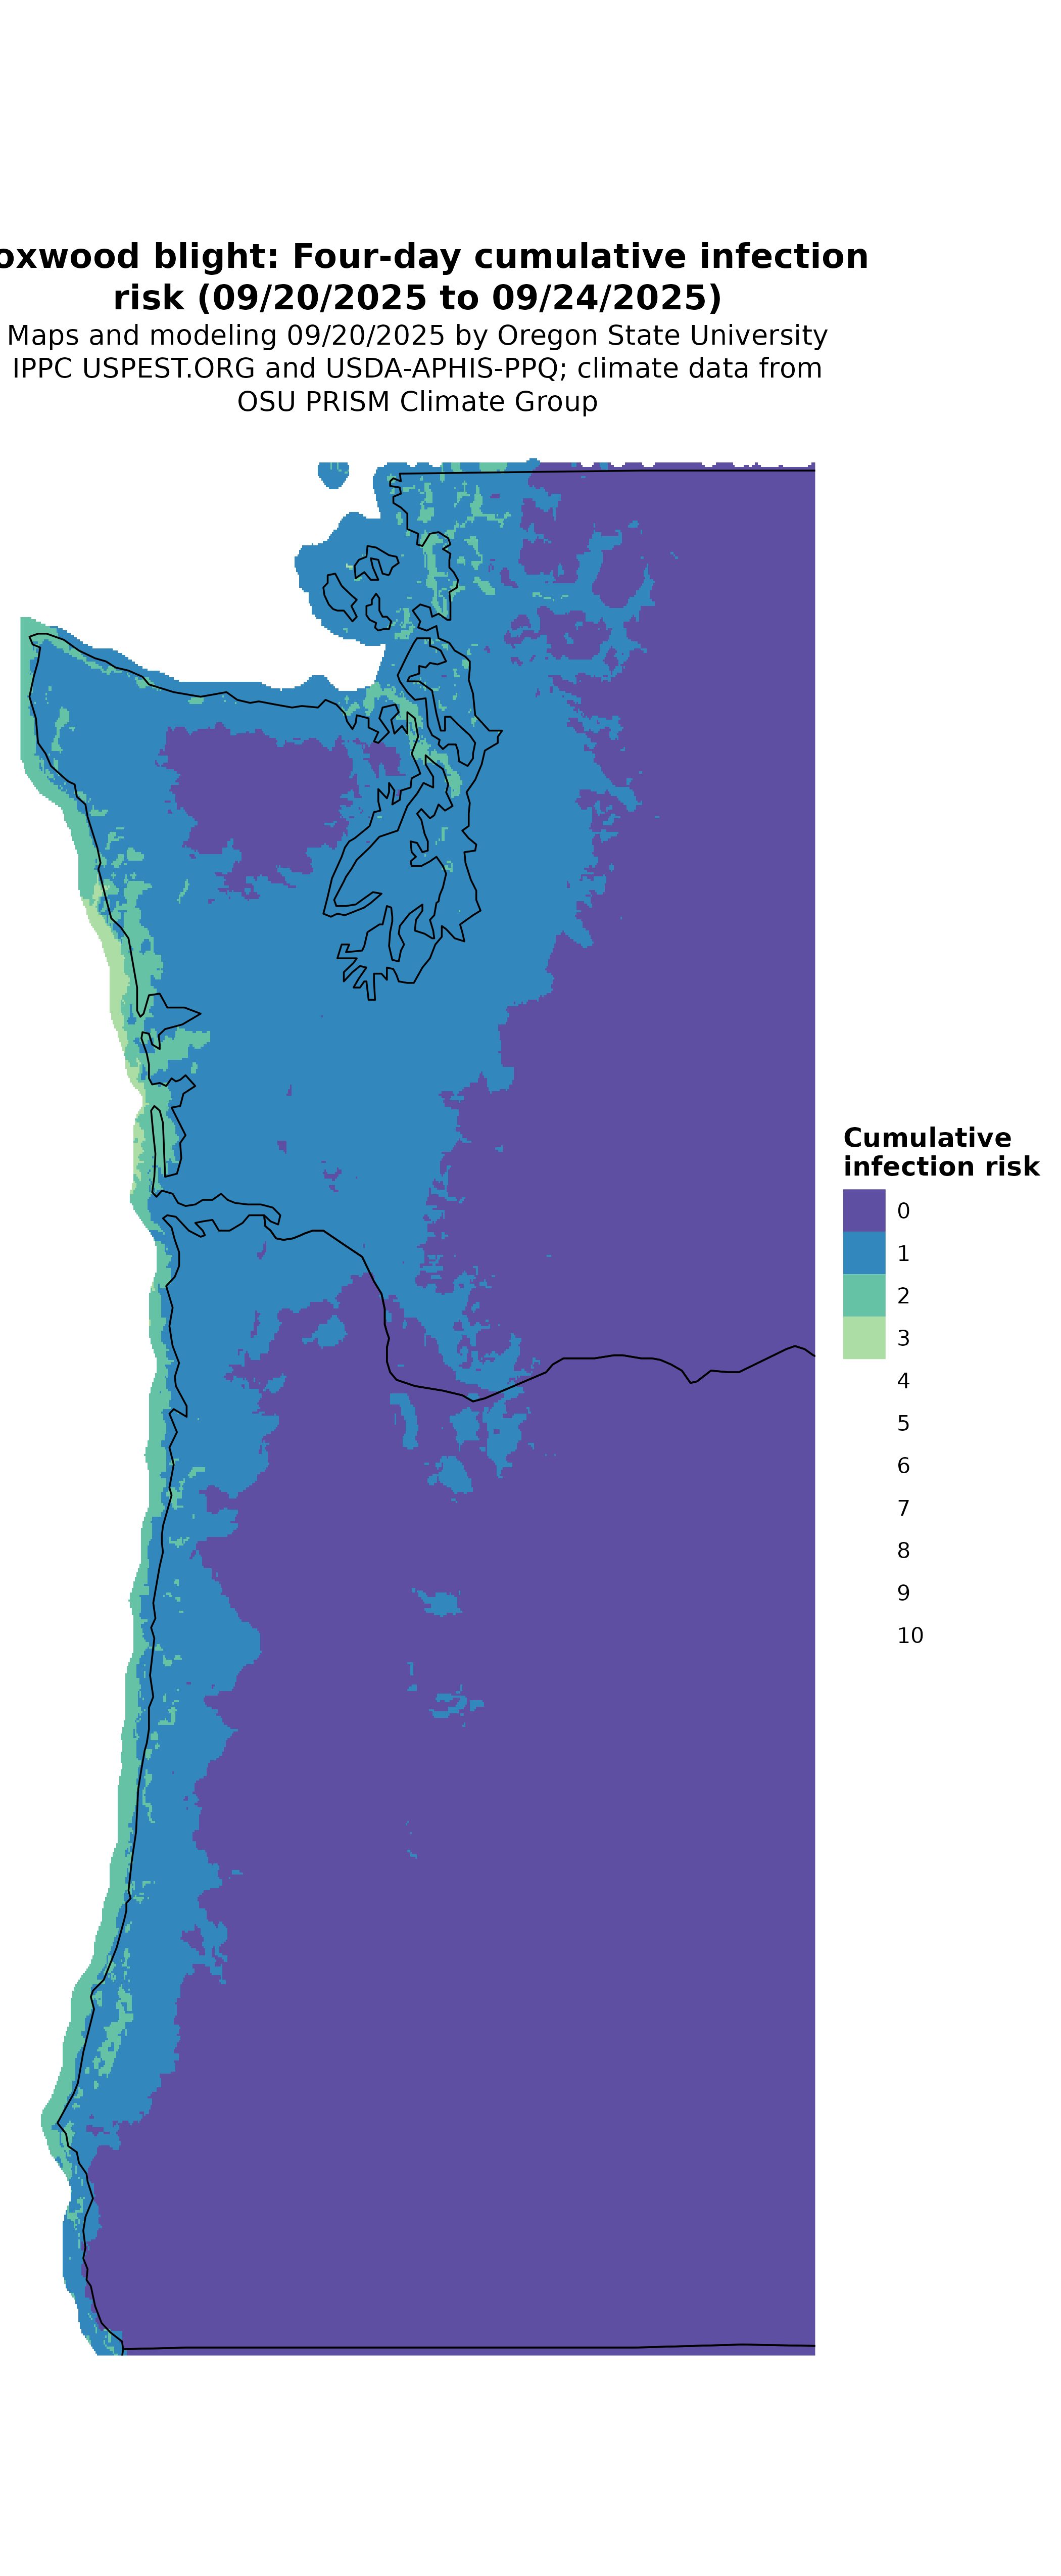 oxwood blight: Four-day cumulative infection
risk (09/20/2025 to 09/24/2025)
Maps and modeling 09/20/2025 by Oregon State University
IPPC USPEST.ORG and USDA-APHIS-PPQ; climate data from
OSU PRISM Climate Group
Cumulative
infection risk
0
1
2
3
4
5
6
7
8
9
10